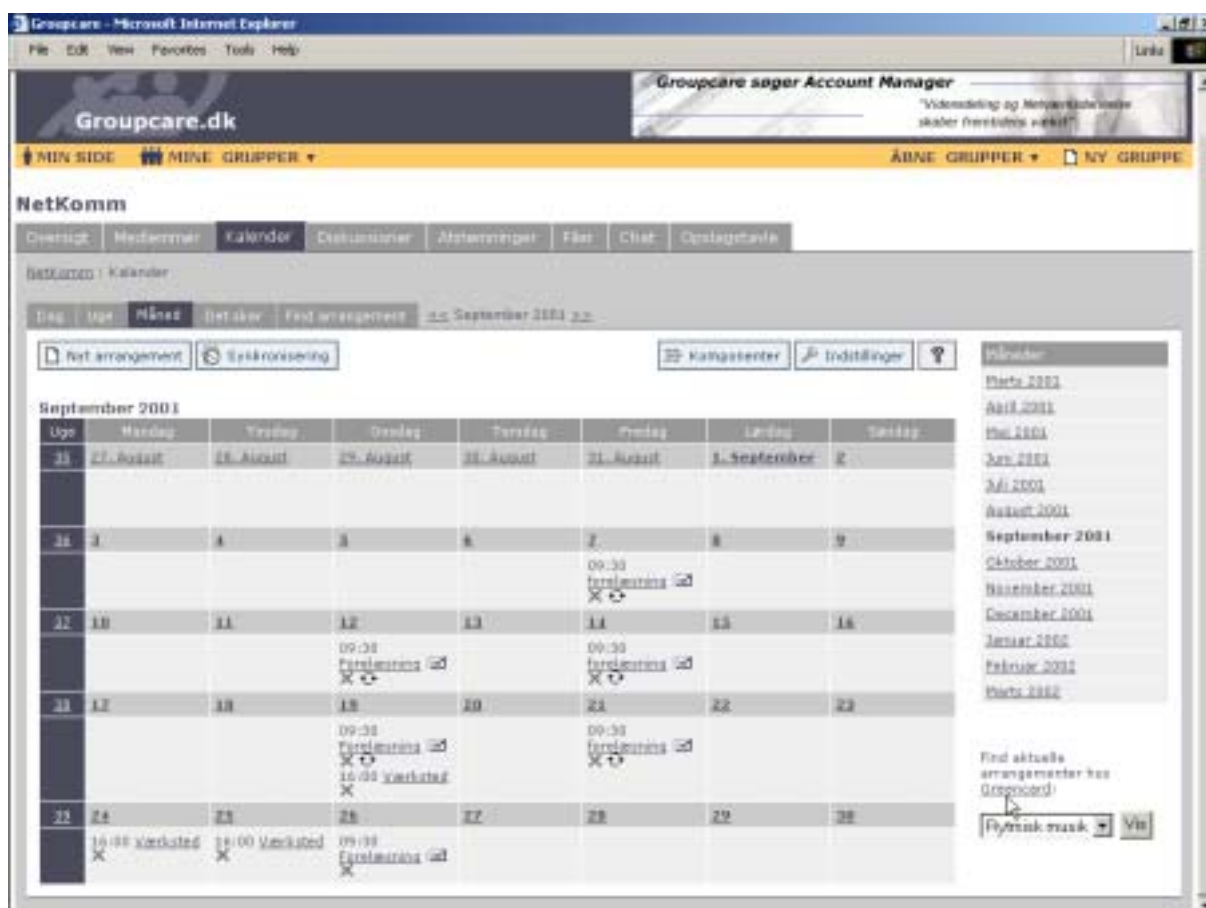 Groupcare - Microsoft Internet Explorer
File Edit View Favorites Tools Help
Links
Groupcare.dk
Groupcare søger Account Manager
"Vidensdeling og
skaber fremtidens vækst"
MIN SIDE MINE GRUPPER
ÅBNE GRUPPER NY GRUPPE
NetKomm
Oversigt Medlemmer Kalender Diskussioner Afstemninger Filer Chat Opslagstavle
NetKomm : Kalender
Dag Uge Måned Det sker Find arrangement << September 2001 >>
Nyt arrangement Synkronisering Komponenter Indstillinger ?
September 2001
Uge Mandag Tirsdag Onsdag Torsdag Fredag Lørdag Søndag
35 27. August 28. August 29. August 30. August 31. August 1. September 2
36 3 4 5 6 7 8 9
09:30
forelæsning
37 10 11 12 13 14 15 16
09:30 09:30
Forelæsning forelæsning
38 17 18 19 20 21 22 23
09:30 09:30
Forelæsning forelæsning
16:00 Værksted
39 24 25 26 27 28 29 30
16:00 Værksted 16:00 Værksted 09:30
Forelæsning
Måneder
Marts 2001
April 2001
Maj 2001
Juni 2001
Juli 2001
August 2001
September 2001
Oktober 2001
November 2001
December 2001
Januar 2002
Februar 2002
Marts 2002
Find aktuelle
arrangementer hos
Greencard:
Rytmisk musik Vis